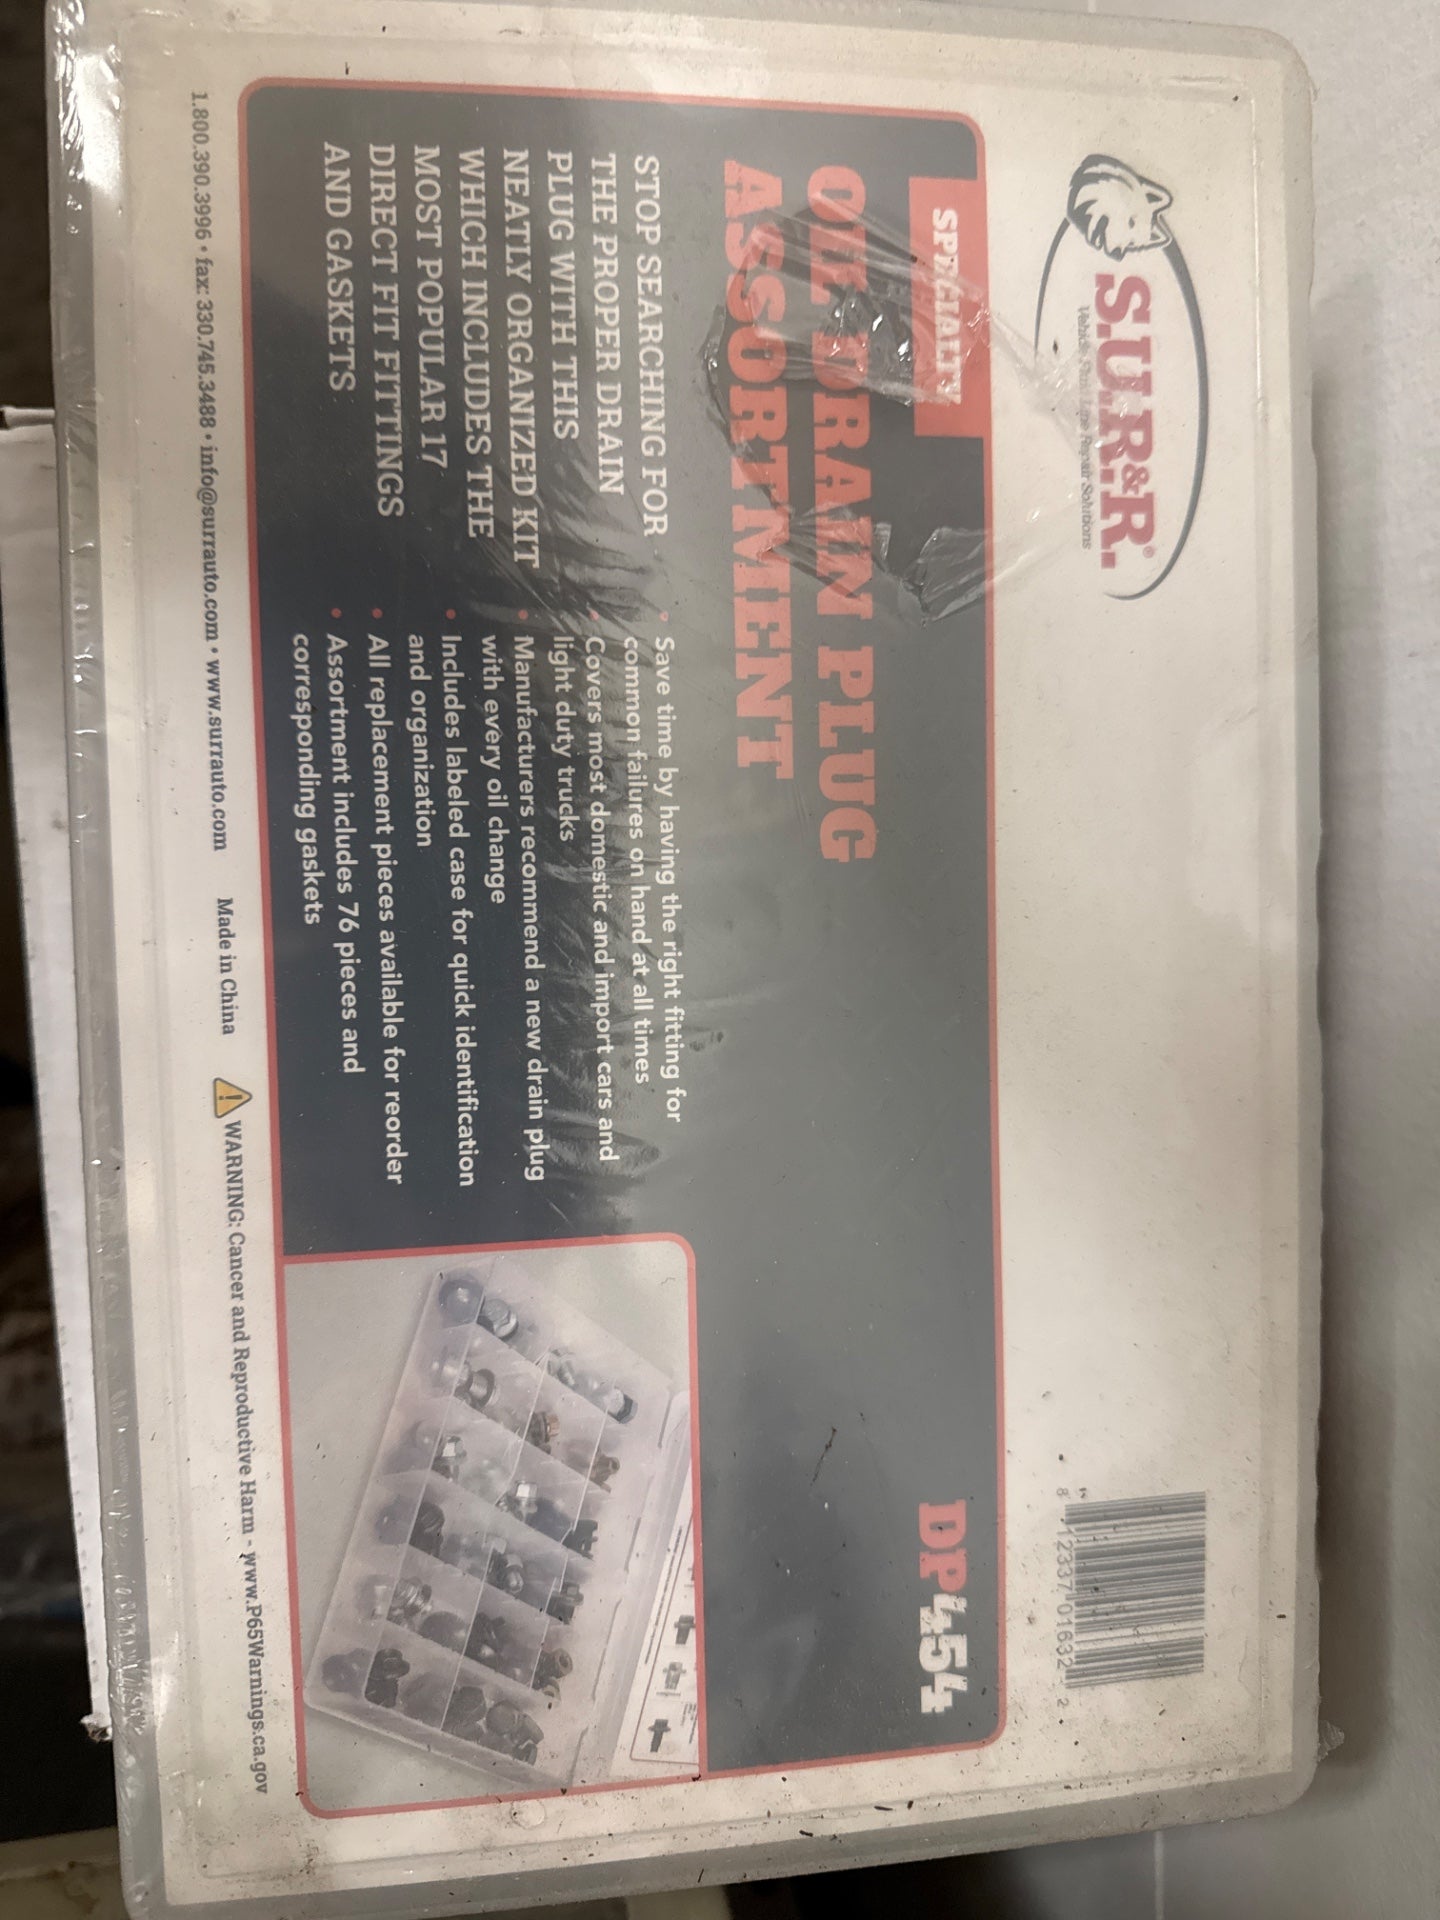 S.U.R.&R.®
Vehicle Fluid Line Repair Solutions
8 12337 01632 2
SPECIALTY
DP454
OIL DRAIN PLUG
ASSORTMENT
STOP SEARCHING FOR
THE PROPER DRAIN
PLUG WITH THIS
NEATLY ORGANIZED KIT
WHICH INCLUDES THE
MOST POPULAR 17
DIRECT FIT FITTINGS
AND GASKETS
• Save time by having the right fitting for
common failures on hand at all times
• Covers most domestic and import cars and
light duty trucks
• Manufacturers recommend a new drain plug
with every oil change
• Includes labeled case for quick identification
and organization
• All replacement pieces available for reorder
• Assortment includes 76 pieces and
corresponding gaskets
1.800.390.3996 • fax: 330.745.3488 • info@surrauto.com • www.surrauto.com Made in China WARNING: Cancer and Reproductive Harm - www.P65Warnings.ca.gov